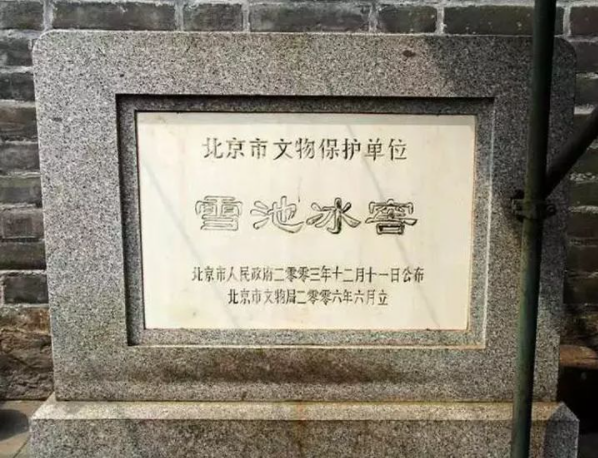 北京市文物保护单位
雪池冰窖
北京市人民政府二零零三年十二月十一日公布
北京市文物局二零零六年六月立